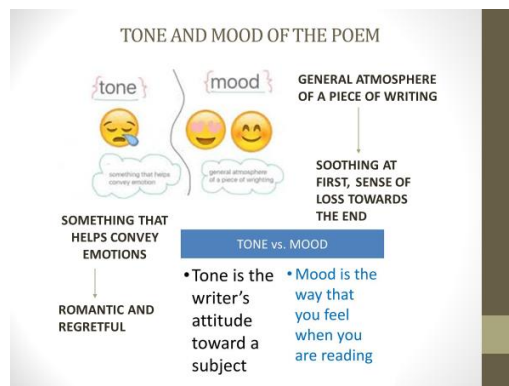 TONE AND MOOD OF THE POEM
{tone}
{mood}
something that helps
convey emotion
general atmosphere
of a piece of wrighting
GENERAL ATMOSPHERE
OF A PIECE OF WRITING
SOOTHING AT
FIRST, SENSE OF
LOSS TOWARDS
THE END
SOMETHING THAT
HELPS CONVEY
EMOTIONS
ROMANTIC AND
REGRETFUL
TONE vs. MOOD
•Tone is the
writer's
attitude
toward a
subject
•Mood is the
way that
you feel
when you
are reading